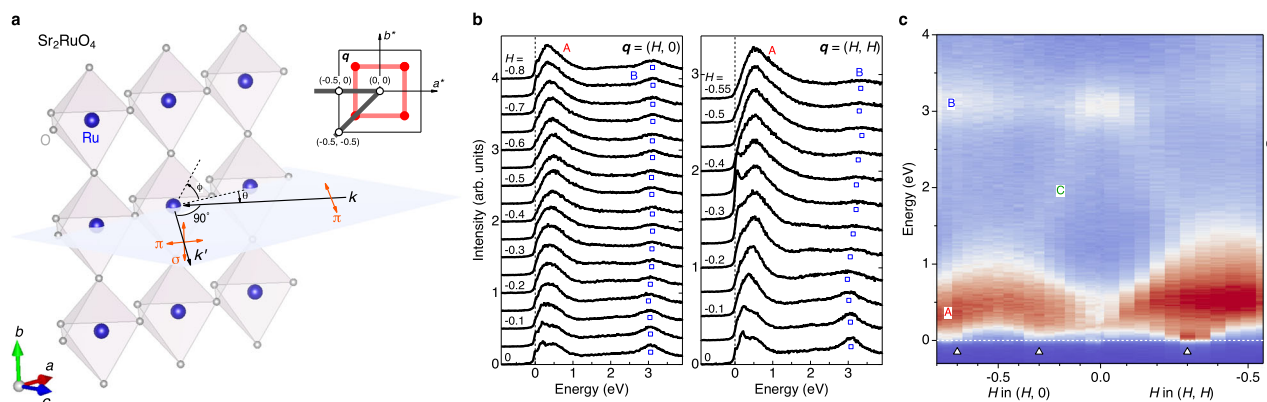 a
Sr₂RuO₄
b*
q
(-0.5, 0)
(0, 0)
a*
(-0.5, -0.5)
O
Ru
ϕ
θ
k
90°
π
π
σ
k′
b
a
b
Intensity (arb. units)
4
3
2
1
0
H =
-0.8
-0.7
-0.6
-0.5
-0.4
-0.3
-0.2
-0.1
0
A
B
q = (H, 0)
0 1 2 3
Energy (eV)
3
2
1
0
H =
-0.55
-0.5
-0.4
-0.3
-0.2
-0.1
0
A
B
q = (H, H)
0 1 2 3
Energy (eV)
c
Energy (eV)
4
3
2
1
0
B
C
A
-0.5 0.0 -0.5
H in (H, 0) H in (H, H)